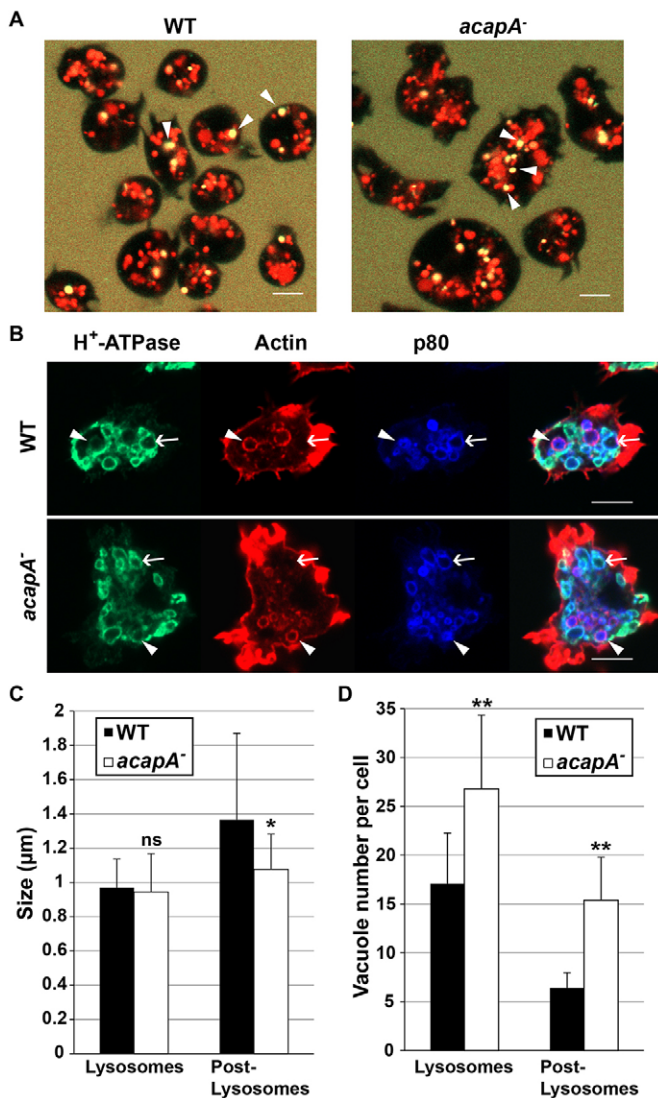 A
WT
acapA-
B
H+-ATPase
Actin
p80
WT
acapA-
C
2
1.8
1.6
1.4
1.2
1
0.8
0.6
0.4
0.2
0
Size (µm)
WT
acapA-
ns
*
Lysosomes
Post-
Lysosomes
D
35
30
25
20
15
10
5
0
Vacuole number per cell
**
WT
acapA-
**
Lysosomes
Post-
Lysosomes